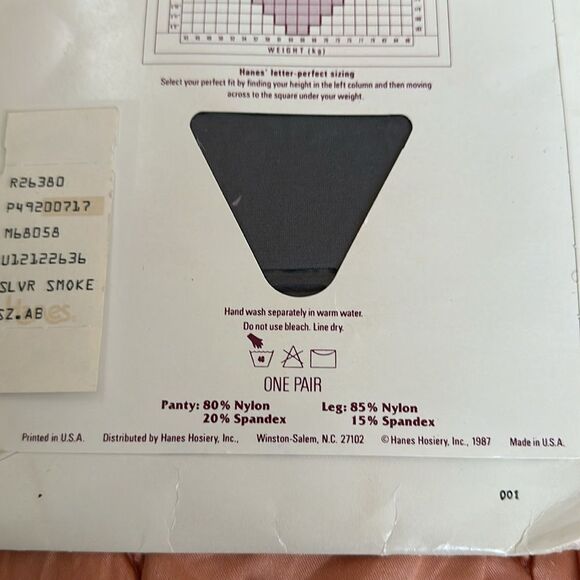 WEIGHT (kg)
Hanes' letter-perfect sizing
Select your perfect fit by finding your height in the left column and then moving
across to the square under your weight.
R26380
P49200717
M68058
U12122636
SLVR SMOKE
Hanes.
SZ.AB
Hand wash separately in warm water.
Do not use bleach. Line dry.
40
ONE PAIR
Panty: 80% Nylon
20% Spandex
Leg: 85% Nylon
15% Spandex
Printed in U.S.A. Distributed by Hanes Hosiery, Inc., Winston-Salem, N.C. 27102 © Hanes Hosiery, Inc., 1987 Made in U.S.A.
001